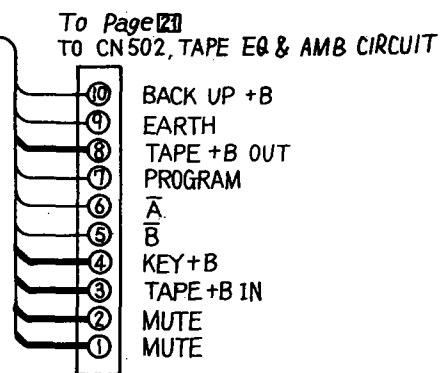 To Page 21
TO CN502, TAPE EQ & AMB CIRCUIT
⑩ BACK UP +B
⑨ EARTH
⑧ TAPE +B OUT
⑦ PROGRAM
⑥ A̅
⑤ B̅
④ KEY+B
③ TAPE+B IN
② MUTE
① MUTE